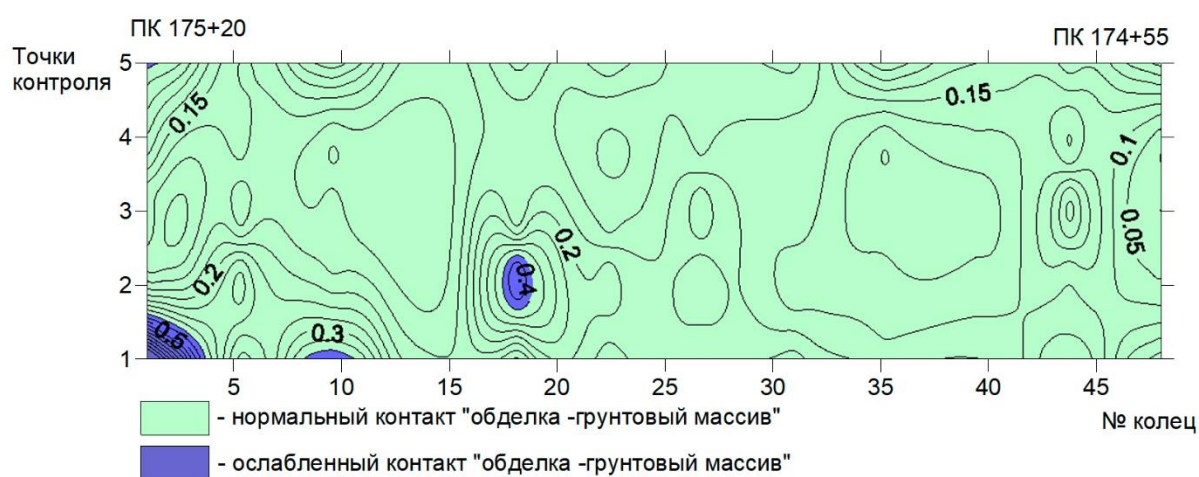 ПК 175+20
ПК 174+55
Точки
контроля
5
4
3
2
1
0.15
0.2
0.6
0.3
0.4
0.2
0.15
0.1
0.05
5 10 15 20 25 30 35 40 45
№ колец
- нормальный контакт "обделка -грунтовый массив"
- ослабленный контакт "обделка -грунтовый массив"